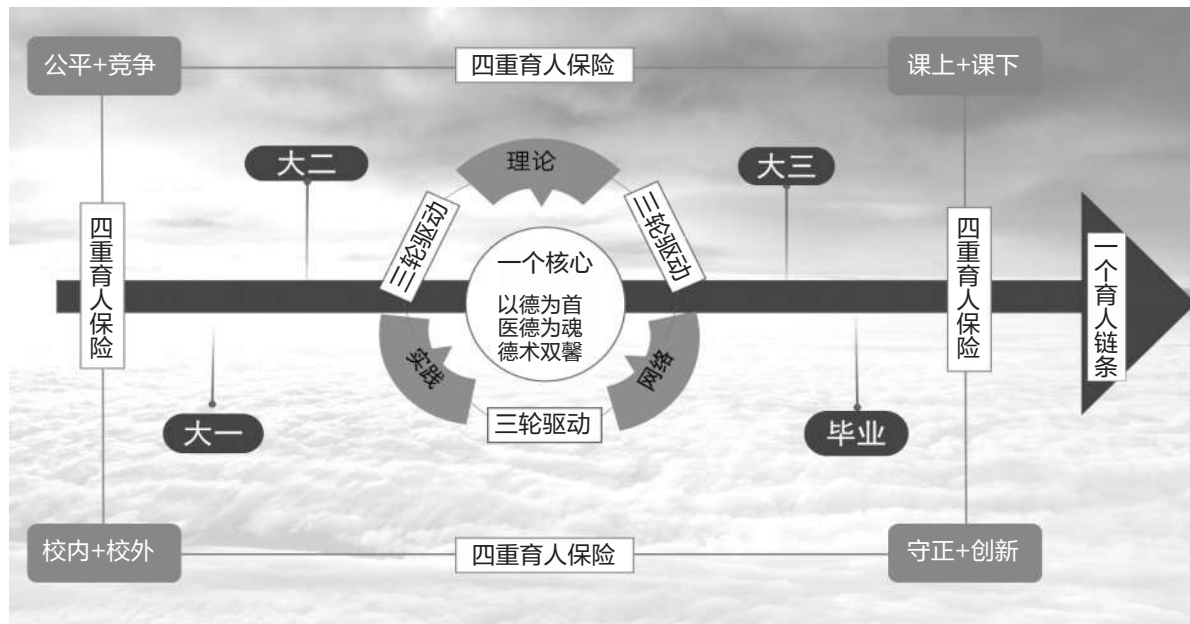 公平+竞争
四重育人保险
课上+课下
大二
理论
大三
三轮驱动
三轮驱动
四重育人保险
一个核心
以德为首
医德为魂
德术双馨
四重育人保险
一个育人链条
实践
网络
三轮驱动
大一
毕业
校内+校外
四重育人保险
守正+创新